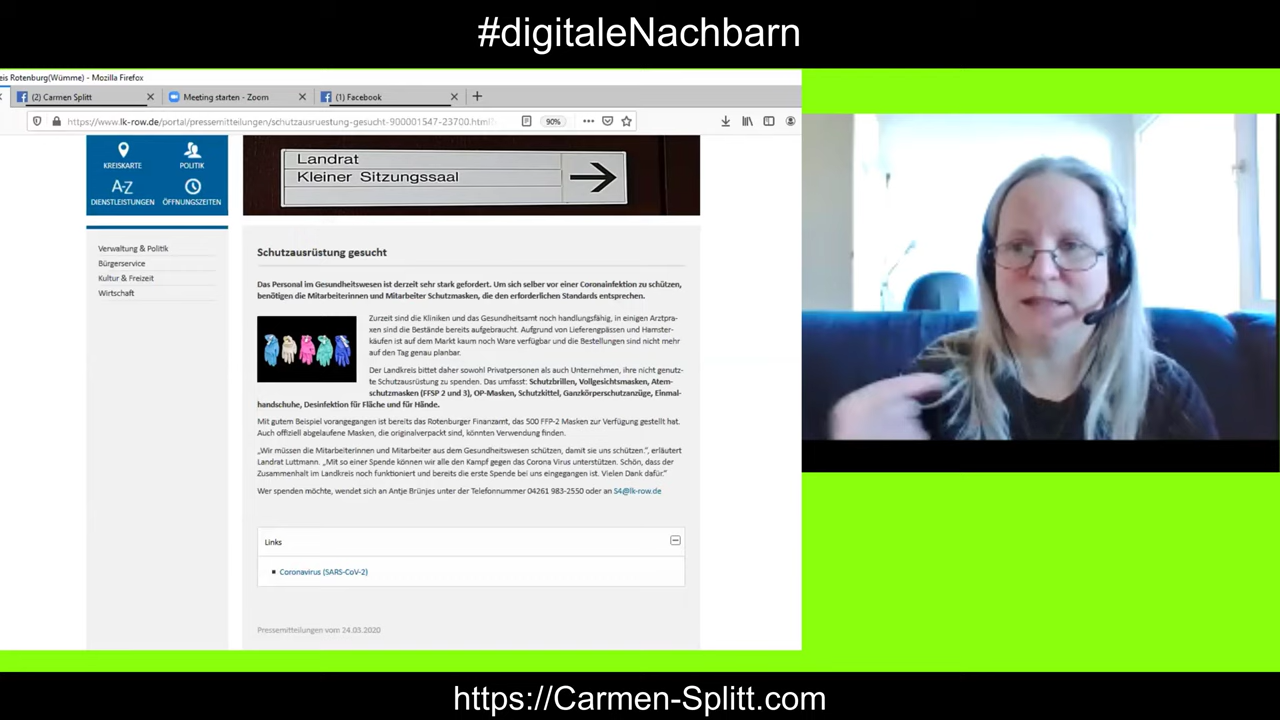 #digitaleNachbarn
eis Rotenburg(Wümme) - Mozilla Firefox
(2) Carmen Splitt
Meeting starten - Zoom
(1) Facebook
https://www.lk-row.de/portal/pressemitteilungen/schutzausruestung-gesucht-900001547-23700.html?
90%
KREISKARTE
POLITIK
A-Z
DIENSTLEISTUNGEN
ÖFFNUNGSZEITEN
Landrat
Kleiner Sitzungssaal
Verwaltung & Politik
Bürgerservice
Kultur & Freizeit
Wirtschaft
Schutzausrüstung gesucht
Das Personal im Gesundheitswesen ist derzeit sehr stark gefordert. Um sich selber vor einer Coronainfektion zu schützen,
benötigen die Mitarbeiterinnen und Mitarbeiter Schutzmasken, die den erforderlichen Standards entsprechen.
Zurzeit sind die Kliniken und das Gesundheitsamt noch handlungsfähig, in einigen Arztpra-
xen sind die Bestände bereits aufgebraucht. Aufgrund von Lieferengpässen und Hamster-
käufen ist auf dem Markt kaum noch Ware verfügbar und die Bestellungen sind nicht mehr
auf den Tag genau planbar.
Der Landkreis bittet daher sowohl Privatpersonen als auch Unternehmen, ihre nicht genutz-
te Schutzausrüstung zu spenden. Das umfasst: Schutzbrillen, Vollgesichtsmasken, Atem-
schutzmasken (FFSP 2 und 3), OP-Masken, Schutzkittel, Ganzkörperschutzanzüge, Einmal-
handschuhe, Desinfektion für Fläche und für Hände.
Mit gutem Beispiel vorangegangen ist bereits das Rotenburger Finanzamt, das 500 FFP-2 Masken zur Verfügung gestellt hat.
Auch offiziell abgelaufene Masken, die originalverpackt sind, könnten Verwendung finden.
„Wir müssen die Mitarbeiterinnen und Mitarbeiter aus dem Gesundheitswesen schützen, damit sie uns schützen.", erläutert
Landrat Luttmann. „Mit so einer Spende können wir alle den Kampf gegen das Corona Virus unterstützen. Schön, dass der
Zusammenhalt im Landkreis noch funktioniert und bereits die erste Spende bei uns eingegangen ist. Vielen Dank dafür."
Wer spenden möchte, wendet sich an Antje Brünjes unter der Telefonnummer 04261 983-2550 oder an S4@lk-row.de
Links
Coronavirus (SARS-CoV-2)
Pressemitteilungen vom 24.03.2020
https://Carmen-Splitt.com